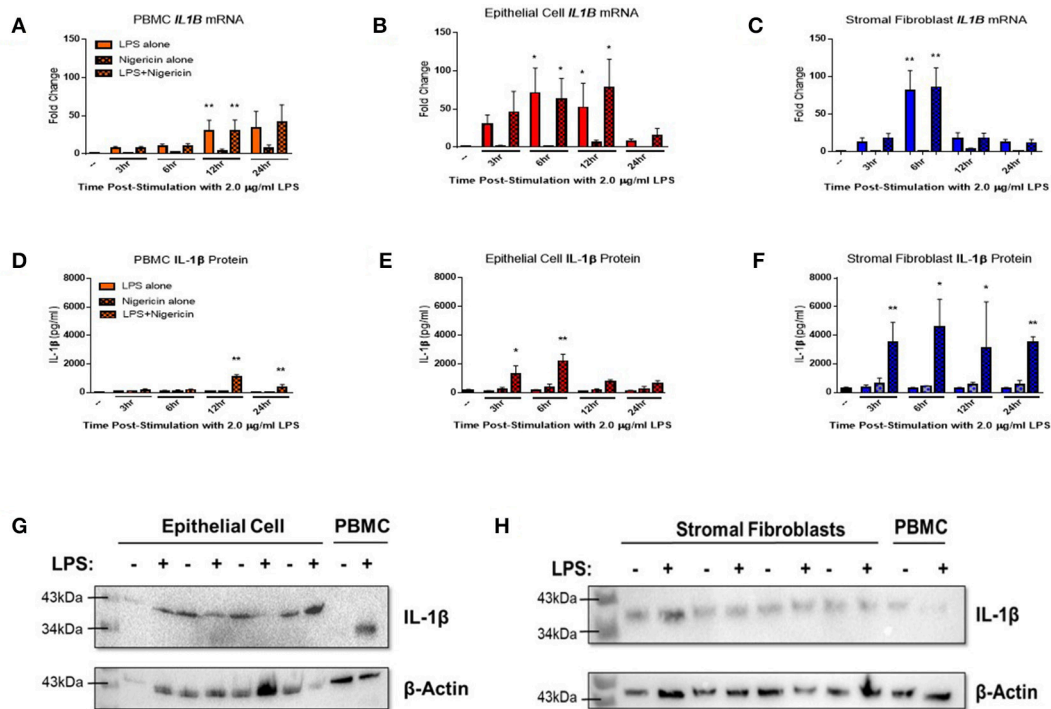 A
PBMC IL1B mRNA
Fold Change
150
100
50
0
LPS alone
Nigericin alone
LPS+Nigericin
**
**
--
3hr
6hr
12hr
24hr
Time Post-Stimulation with 2.0 µg/ml LPS
B
Epithelial Cell IL1B mRNA
Fold Change
150
100
50
0
*
*
*
*
--
3hr
6hr
12hr
24hr
Time Post-Stimulation with 2.0 µg/ml LPS
C
Stromal Fibroblast IL1B mRNA
Fold Change
150
100
50
0
**
**
--
3hr
6hr
12hr
24hr
Time Post-Stimulation with 2.0 µg/ml LPS
D
PBMC IL-1β Protein
IL-1β (pg/ml)
8000
6000
4000
2000
0
LPS alone
Nigericin alone
LPS+Nigericin
**
**
--
3hr
6hr
12hr
24hr
Time Post-Stimulation with 2.0 µg/ml LPS
E
Epithelial Cell IL-1β Protein
IL-1β (pg/ml)
8000
6000
4000
2000
0
*
**
--
3hr
6hr
12hr
24hr
Time Post-Stimulation with 2.0 µg/ml LPS
F
Stromal Fibroblast IL-1β Protein
IL-1β (pg/ml)
8000
6000
4000
2000
0
**
*
*
**
--
3hr
6hr
12hr
24hr
Time Post-Stimulation with 2.0 µg/ml LPS
G
Epithelial Cell PBMC
LPS: - + - + - + - + - +
43kDa
34kDa
IL-1β
43kDa
β-Actin
H
Stromal Fibroblasts PBMC
LPS: - + - + - + - + - +
43kDa
34kDa
IL-1β
43kDa
β-Actin